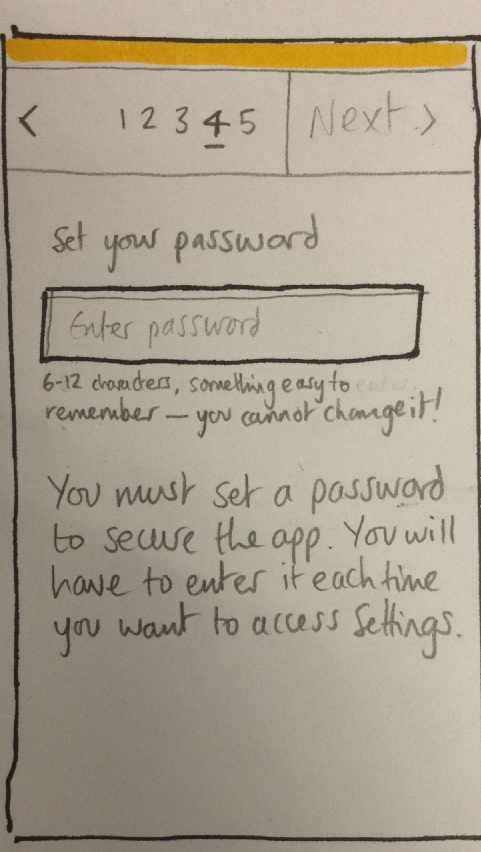 < 1 2 3 4 5 Next >
Set your password
Enter password
6-12 characters, something easy to
remember — you cannot change it!
You must set a password
to secure the app. You will
have to enter it each time
you want to access Settings.